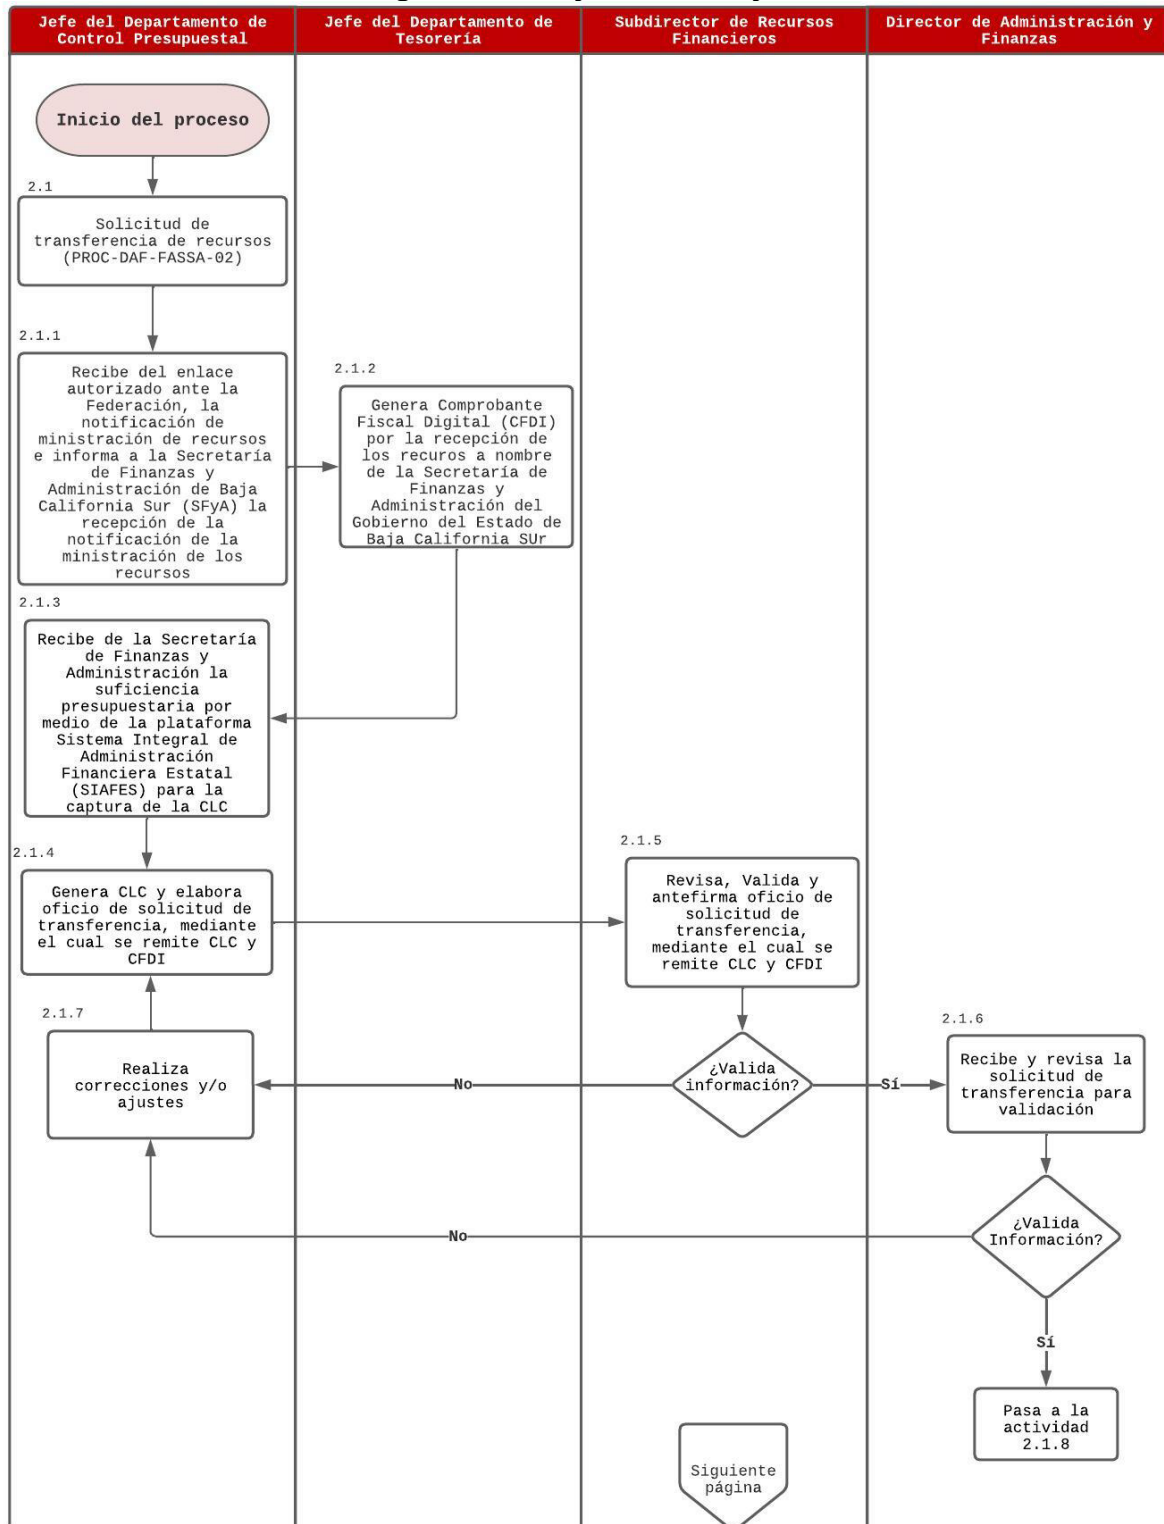 Jefe del Departamento de
Control Presupuestal
Jefe del Departamento de
Tesorería
Subdirector de Recursos
Financieros
Director de Administración y
Finanzas
Inicio del proceso
2.1
Solicitud de
transferencia de recursos
(PROC-DAF-FASSA-02)
2.1.1
Recibe del enlace
autorizado ante la
Federación, la
notificación de
ministración de recursos
e informa a la Secretaría
de Finanzas y
Administración de Baja
California Sur (SFyA) la
recepción de la
notificación de la
ministración de los
recursos
2.1.2
Genera Comprobante
Fiscal Digital (CFDI)
por la recepción de
los recuros a nombre
de la Secretaría de
Finanzas y
Administración del
Gobierno del Estado de
Baja California SUr
2.1.3
Recibe de la Secretaría
de Finanzas y
Administración la
suficiencia
presupuestaria por
medio de la plataforma
Sistema Integral de
Administración
Financiera Estatal
(SIAFES) para la
captura de la CLC
2.1.4
Genera CLC y elabora
oficio de solicitud de
transferencia, mediante
el cual se remite CLC y
CFDI
2.1.5
Revisa, Valida y
antefirma oficio de
solicitud de
transferencia,
mediante el cual se
remite CLC y CFDI
¿Valida
información?
No
Sí
2.1.6
Recibe y revisa la
solicitud de
transferencia para
validación
2.1.7
Realiza
correcciones y/o
ajustes
¿Valida
Información?
No
Sí
Pasa a la
actividad
2.1.8
Siguiente
página